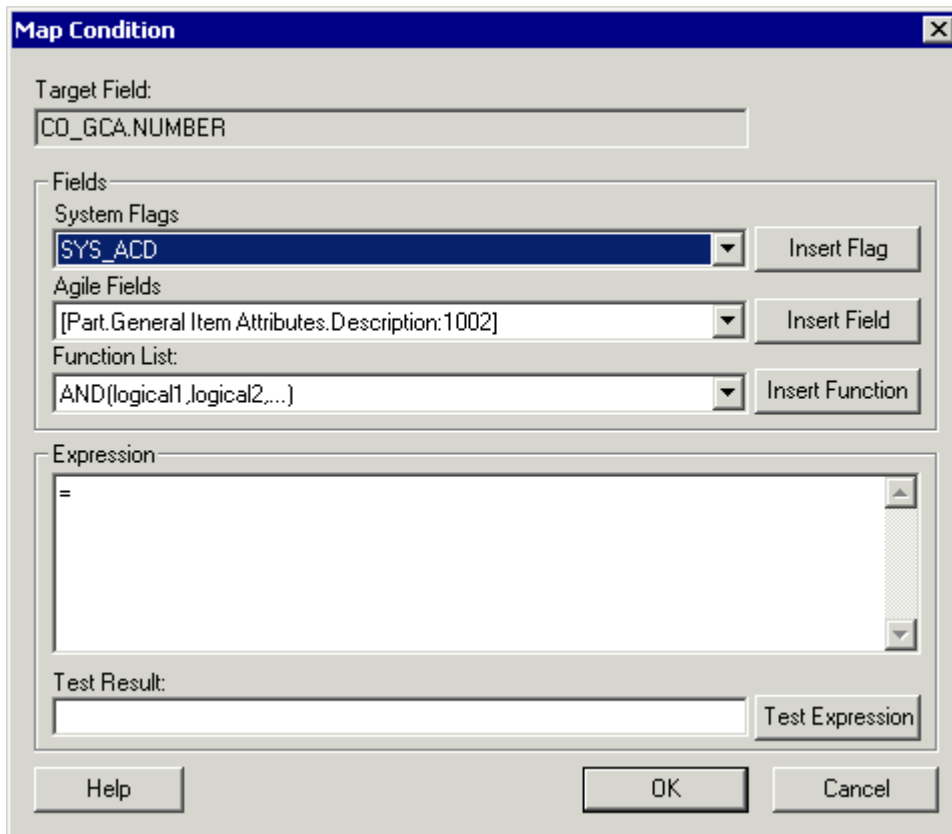 Map Condition
Target Field:
CO_GCA.NUMBER
Fields
System Flags
SYS_ACD
Insert Flag
Agile Fields
[Part.General Item Attributes.Description:1002]
Insert Field
Function List:
AND(logical1,logical2,...)
Insert Function
Expression
=
Test Result:
Test Expression
Help
OK
Cancel